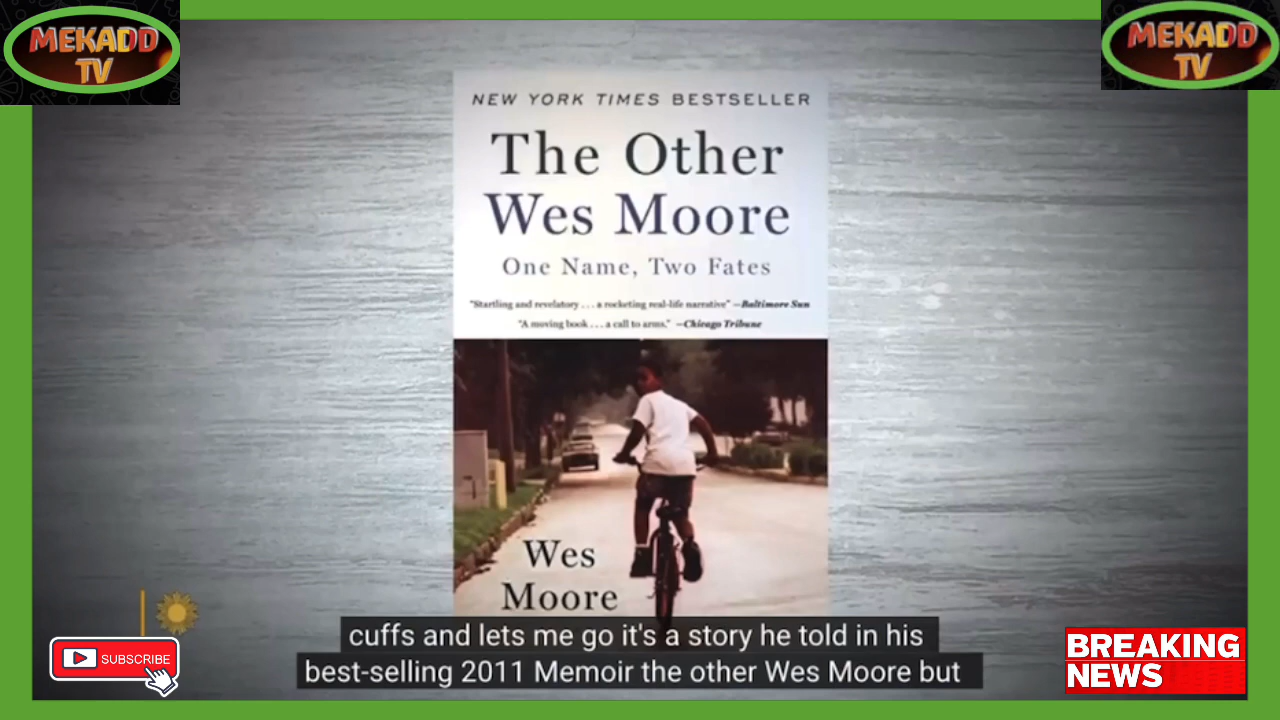 MEKADD
TV
MEKADD
TV
NEW YORK TIMES BESTSELLER
The Other
Wes Moore
One Name, Two Fates
"Startling and revelatory . . . a rocketing real-life narrative" —Baltimore Sun
"A moving book . . . a call to arms." —Chicago Tribune
Wes
Moore
cuffs and lets me go it's a story he told in his
best-selling 2011 Memoir the other Wes Moore but
SUBSCRIBE
BREAKING
NEWS